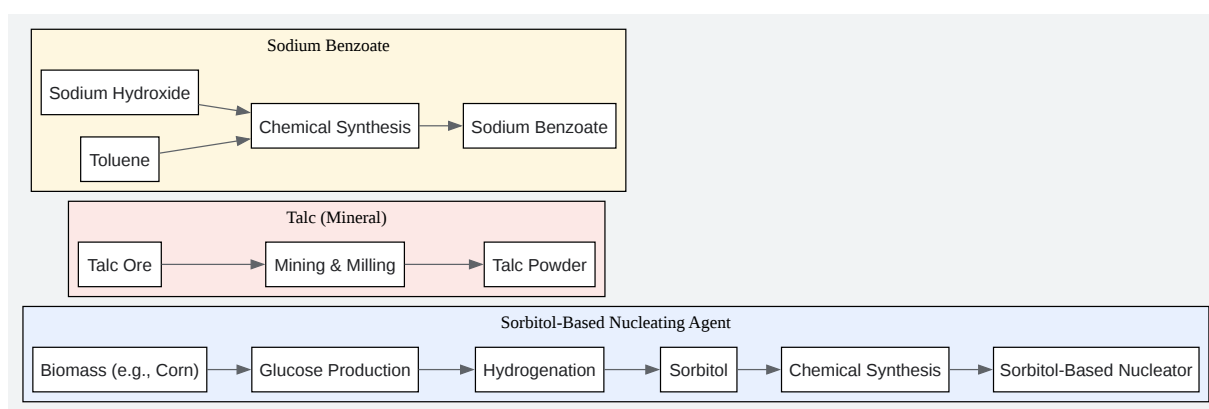 Sodium Benzoate
Sodium Hydroxide
Toluene
Chemical Synthesis
Sodium Benzoate
Talc (Mineral)
Talc Ore
Mining & Milling
Talc Powder
Sorbitol-Based Nucleating Agent
Biomass (e.g., Corn)
Glucose Production
Hydrogenation
Sorbitol
Chemical Synthesis
Sorbitol-Based Nucleator